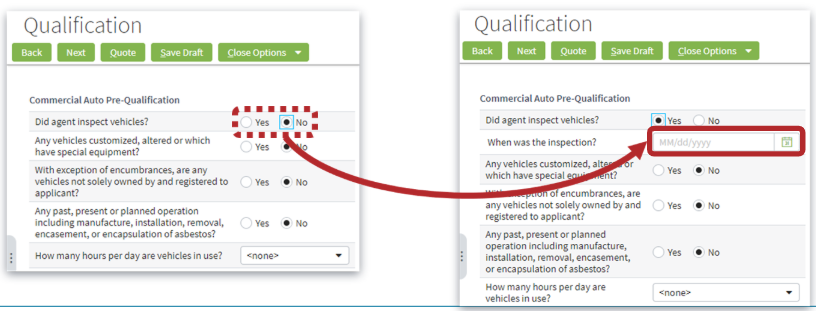 Qualification
Back Next Quote Save Draft Close Options
Commercial Auto Pre-Qualification
Did agent inspect vehicles? Yes No
Any vehicles customized, altered or which
have special equipment? Yes No
With exception of encumbrances, are any
vehicles not solely owned by and registered to
applicant? Yes No
Any past, present or planned operation
including manufacture, installation, removal,
encasement, or encapsulation of asbestos? Yes No
How many hours per day are vehicles in use? <none>
Qualification
Back Next Quote Save Draft Close Options
Commercial Auto Pre-Qualification
Did agent inspect vehicles? Yes No
When was the inspection? MM/dd/yyyy
Any vehicles customized, altered or
which have special equipment? Yes No
With exception of encumbrances, are
any vehicles not solely owned by and
registered to applicant? Yes No
Any past, present or planned
operation including manufacture,
installation, removal, encasement,
or encapsulation of asbestos? Yes No
How many hours per day are
vehicles in use? <none>